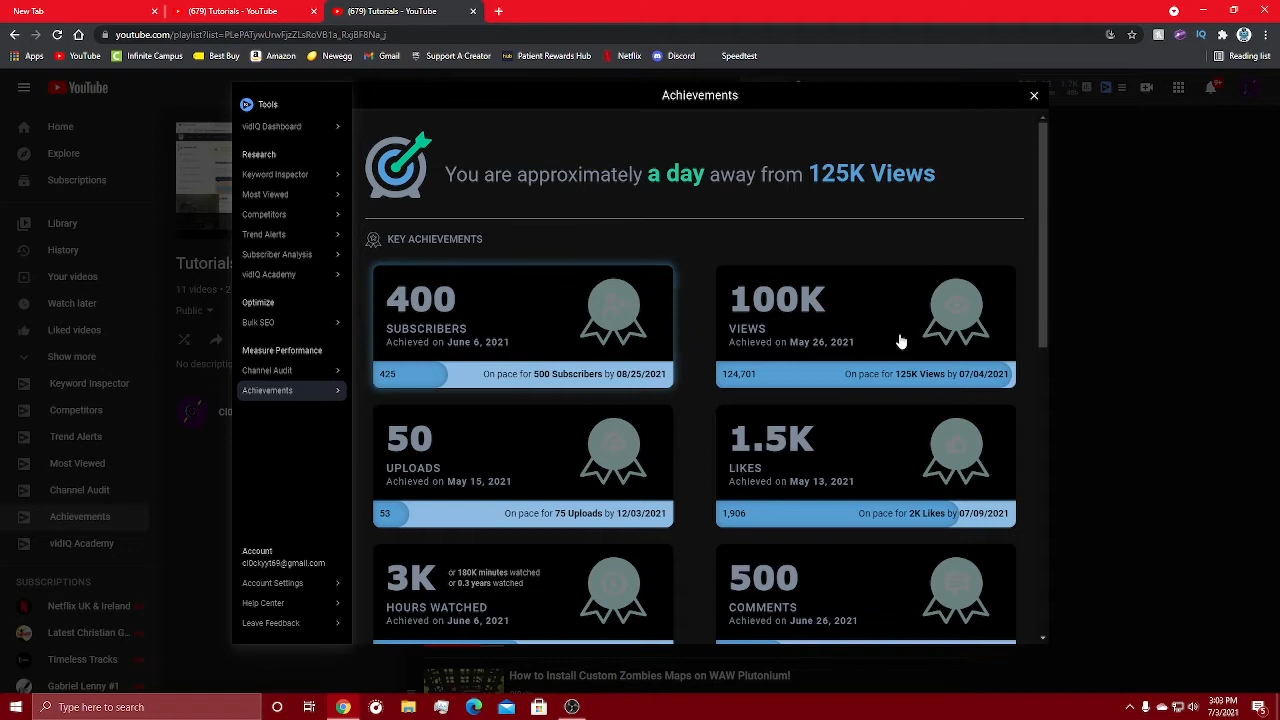 New Tab
(679) Tutorials - YouTube
(679) Tutorials - YouTube
Apps
YouTube
Infinite Campus
Best Buy
Amazon
Newegg
Gmail
Support A Creator
Patient Rewards Hub
Netflix
Discord
Speedtest
Reading list
YouTube
1.7K
Home
Explore
Subscriptions
Library
History
Your videos
Watch later
Liked videos
Show more
Keyword Inspector
Competitors
Trend Alerts
Most Viewed
Channel Audit
Achievements
vidIQ Academy
SUBSCRIPTIONS
Netflix UK & Ireland
Latest Christian G...
Timeless Tracks
Gabriel Lenny #1
Tutorials
11 videos • 2
Public
No descriptio
Tools
vidIQ Dashboard
Research
Keyword Inspector
Most Viewed
Competitors
Trend Alerts
Subscriber Analysis
vidIQ Academy
Optimize
Bulk SEO
Measure Performance
Channel Audit
Achievements
Account
cl0ckyyt69@gmail.com
Account Settings
Help Center
Leave Feedback
Achievements
You are approximately a day away from 125K Views
KEY ACHIEVEMENTS
400
SUBSCRIBERS
Achieved on June 6, 2021
425 On pace for 500 Subscribers by 08/25/2021
100K
VIEWS
Achieved on May 26, 2021
124,701 On pace for 125K Views by 07/04/2021
50
UPLOADS
Achieved on May 15, 2021
53 On pace for 75 Uploads by 12/03/2021
1.5K
LIKES
Achieved on May 13, 2021
1,906 On pace for 2K Likes by 07/09/2021
3K or 180K minutes watched
or 0.3 years watched
HOURS WATCHED
Achieved on June 6, 2021
500
COMMENTS
Achieved on June 26, 2021
How to Install Custom Zombies Maps on WAW Plutonium!
Type here to search
3:03 PM
7/3/2021